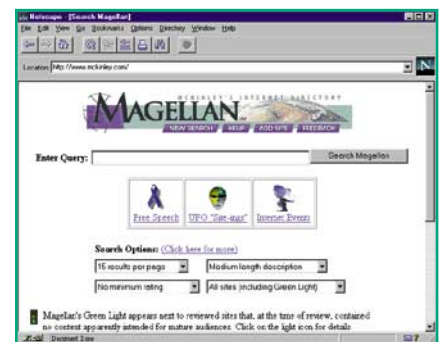 Netscape - [Search Magellan]
File Edit View Go Bookmarks Options Directory Window Help
Location: http://www.mckinley.com/
N
McKINLEY'S INTERNET DIRECTORY
MAGELLAN
NEW SEARCH HELP ADD SITE FEEDBACK
Enter Query: Search Magellan
Free Speech UFO "Site-ings" Internet Events
Search Options: (Click here for more)
15 results per page Medium length description
No minimum rating All sites (including Green Light)
Magellan's Green Light appears next to reviewed sites that, at the time of review, contained
no content apparently intended for mature audiences. Click on the light icon for details
Document: Done